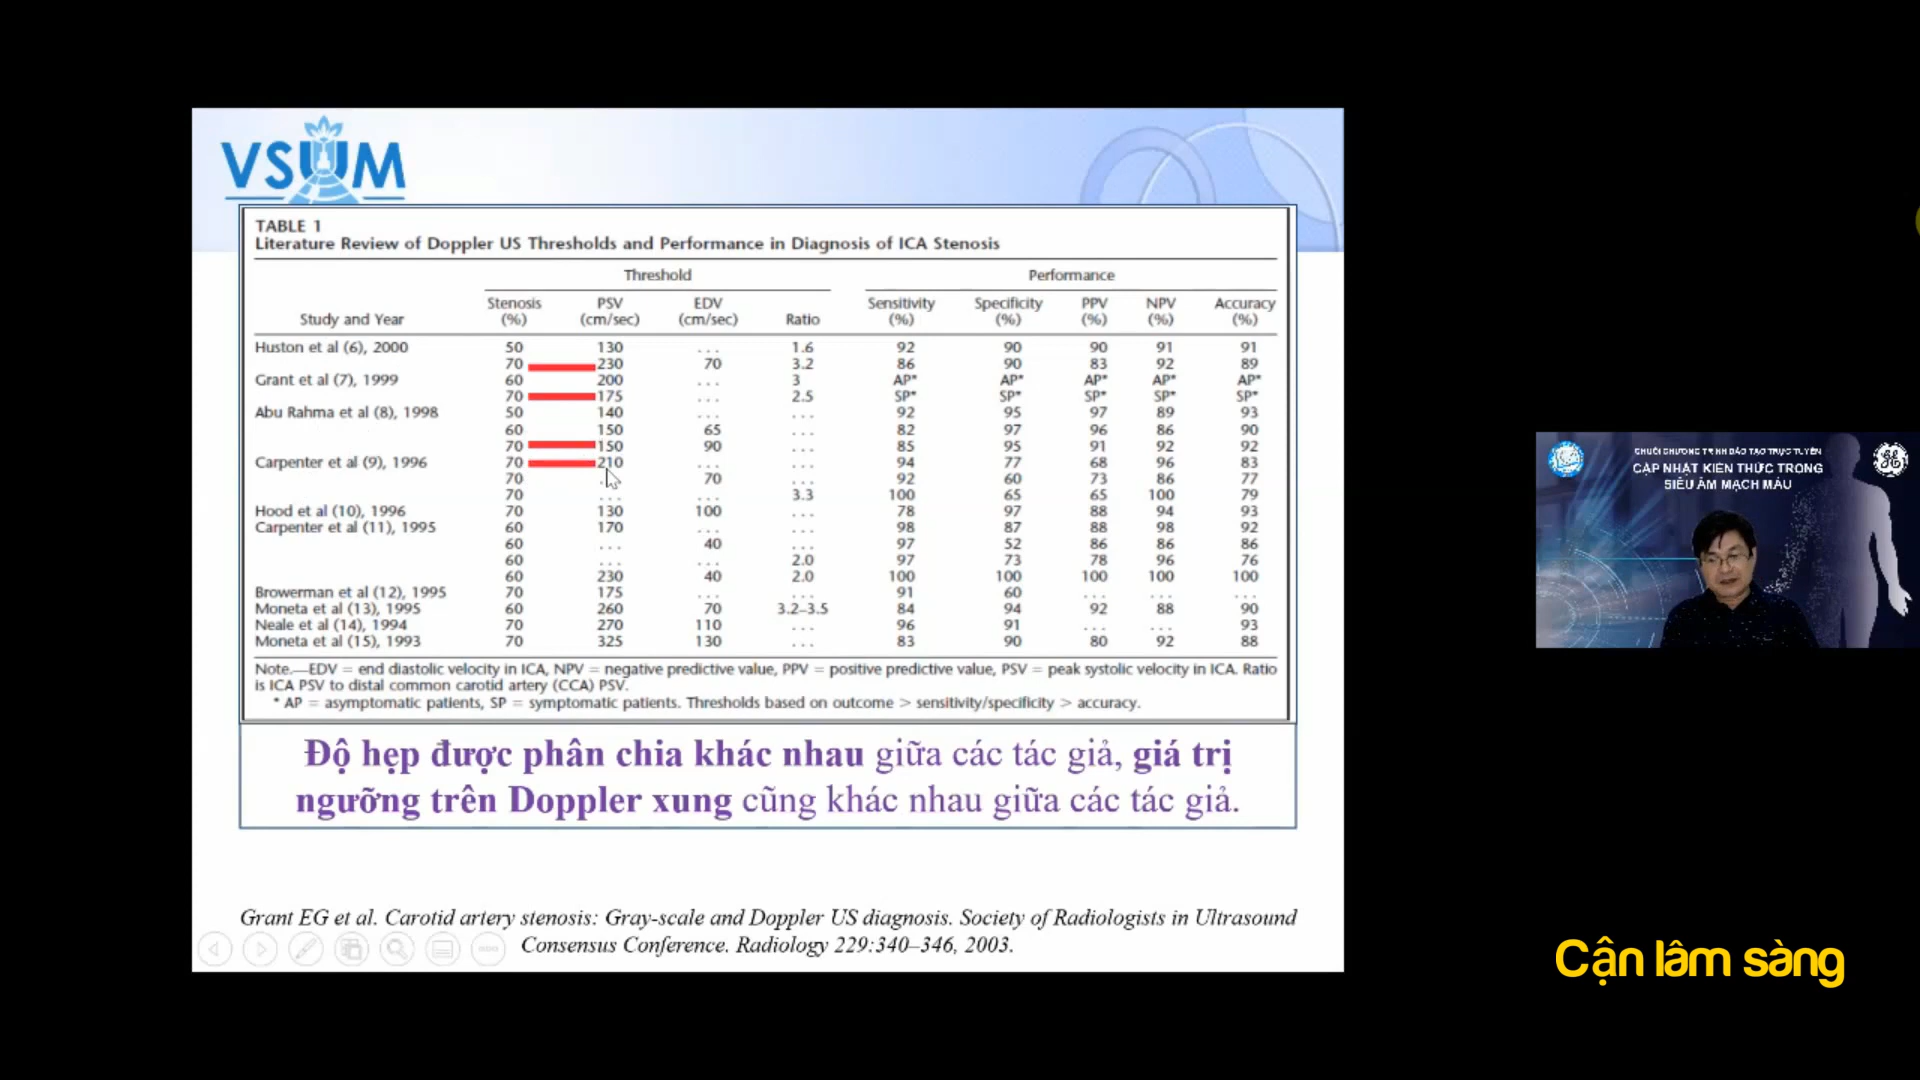 VSUM
TABLE 1
Literature Review of Doppler US Thresholds and Performance in Diagnosis of ICA Stenosis
Threshold Performance
Stenosis PSV EDV Sensitivity Specificity PPV NPV Accuracy
Study and Year (%) (cm/sec) (cm/sec) Ratio (%) (%) (%) (%) (%)
Huston et al (6), 2000 50 130 . . . 1.6 92 90 90 91 91
70 230 70 3.2 86 90 83 92 89
Grant et al (7), 1999 60 200 . . . 3 AP* AP* AP* AP* AP*
70 175 . . . 2.5 SP* SP* SP* SP* SP*
Abu Rahma et al (8), 1998 50 140 . . . . . . 92 95 97 89 93
60 150 65 . . . 82 97 96 86 90
70 150 90 . . . 85 95 91 92 92
Carpenter et al (9), 1996 70 210 . . . . . . 94 77 68 96 83
70 . . . 70 . . . 92 60 73 86 77
70 . . . . . . 3.3 100 65 65 100 79
Hood et al (10), 1996 70 130 100 . . . 78 97 88 94 93
Carpenter et al (11), 1995 60 170 . . . . . . 98 87 88 98 92
60 . . . 40 . . . 97 52 86 86 86
60 . . . . . . 2.0 97 73 78 96 76
60 230 40 2.0 100 100 100 100 100
Browerman et al (12), 1995 70 175 . . . . . . 91 60 . . . . . . . . .
Moneta et al (13), 1995 60 260 70 3.2–3.5 84 94 92 88 90
Neale et al (14), 1994 70 270 110 . . . 96 91 . . . . . . 93
Moneta et al (15), 1993 70 325 130 . . . 83 90 80 92 88
Note.—EDV = end diastolic velocity in ICA, NPV = negative predictive value, PPV = positive predictive value, PSV = peak systolic velocity in ICA. Ratio
is ICA PSV to distal common carotid artery (CCA) PSV.
* AP = asymptomatic patients, SP = symptomatic patients. Thresholds based on outcome > sensitivity/specificity > accuracy.
Độ hẹp được phân chia khác nhau giữa các tác giả, giá trị
ngưỡng trên Doppler xung cũng khác nhau giữa các tác giả.
Grant EG et al. Carotid artery stenosis: Gray-scale and Doppler US diagnosis. Society of Radiologists in Ultrasound
Consensus Conference. Radiology 229:340–346, 2003.
CHUỖI CHƯƠNG TRÌNH ĐÀO TẠO TRỰC TUYẾN
CẬP NHẬT KIẾN THỨC TRONG
SIÊU ÂM MẠCH MÁU
Cận lâm sàng